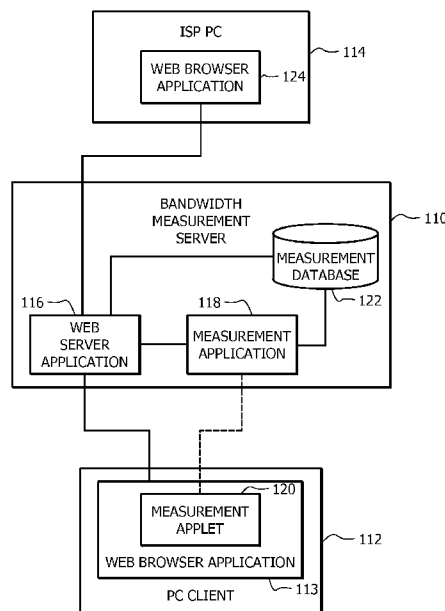 ISP PC
114
WEB BROWSER
APPLICATION
124
BANDWIDTH
MEASUREMENT
SERVER
110
MEASUREMENT
DATABASE
122
116
118
WEB
SERVER
APPLICATION
MEASUREMENT
APPLICATION
120
MEASUREMENT
APPLET
112
WEB BROWSER APPLICATION
113
PC CLIENT